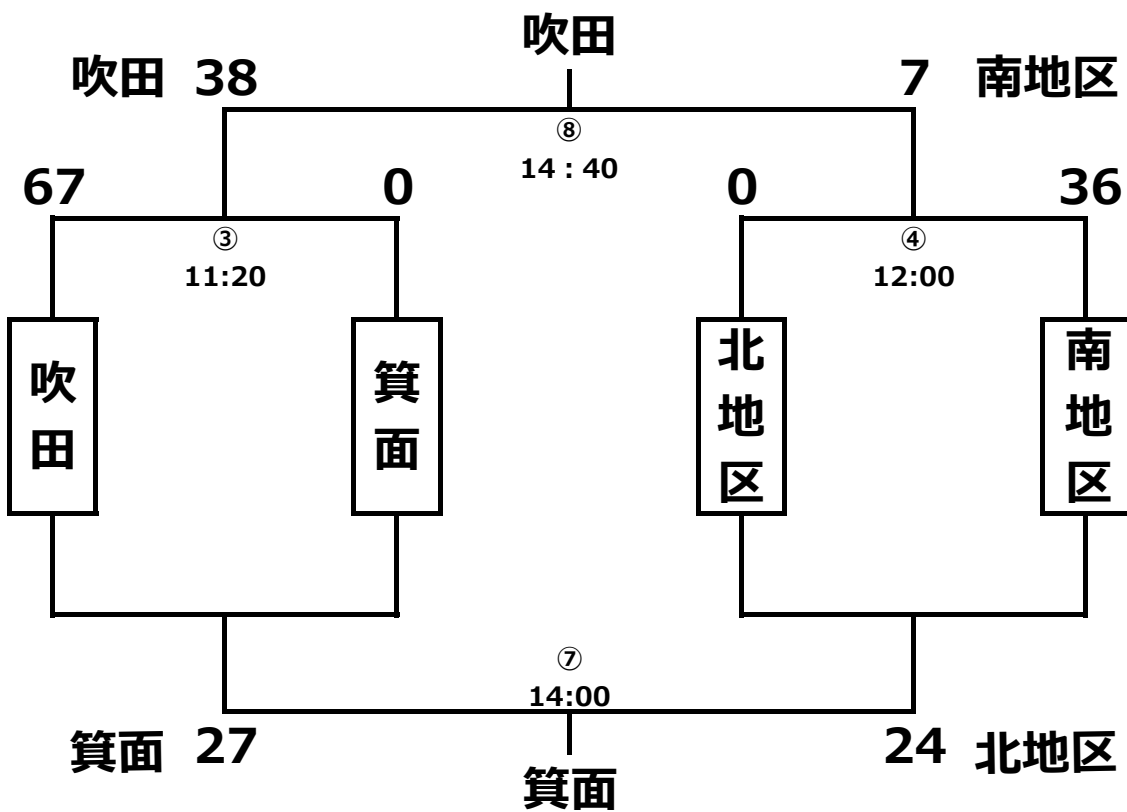 吹田
吹田 38
7 南地区
⑧
14：40
67
0
0
36
③
11:20
④
12:00
吹田
箕面
北地区
南地区
⑦
14:00
箕面 27
24 北地区
箕面